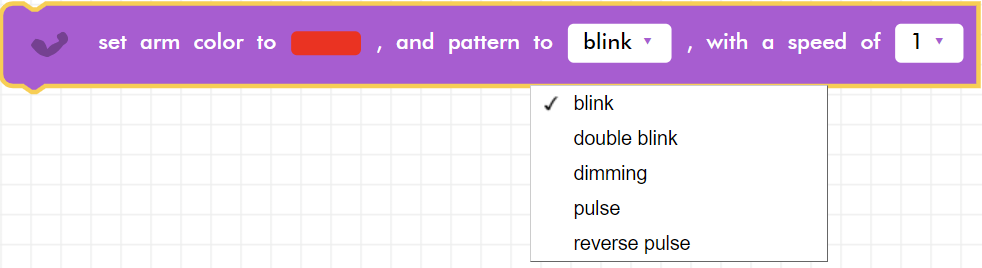 set arm color to , and pattern to blink ▼ , with a speed of 1 ▼
✓ blink
double blink
dimming
pulse
reverse pulse